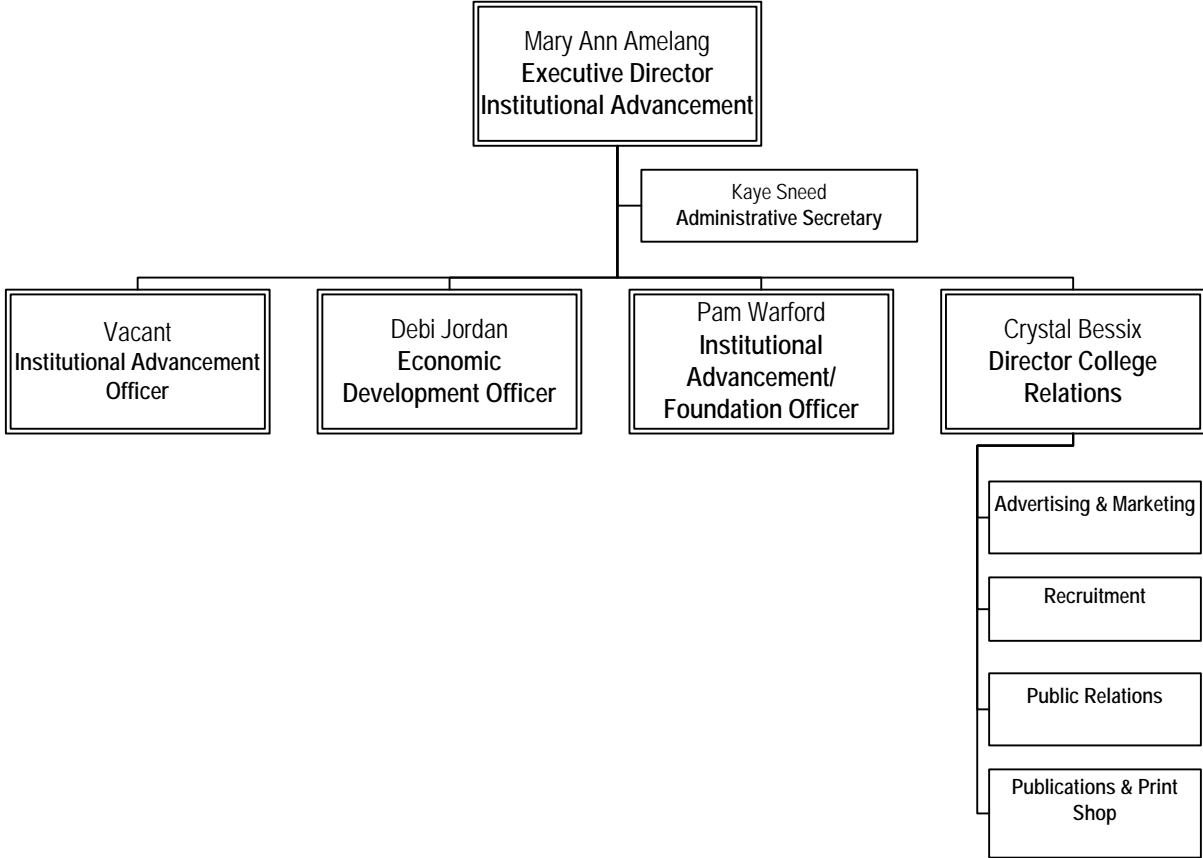 Mary Ann Amelang
Executive Director
Institutional Advancement
Kaye Sneed
Administrative Secretary
Vacant
Institutional Advancement
Officer
Debi Jordan
Economic
Development Officer
Pam Warford
Institutional
Advancement/
Foundation Officer
Crystal Bessix
Director College
Relations
Advertising & Marketing
Recruitment
Public Relations
Publications & Print
Shop